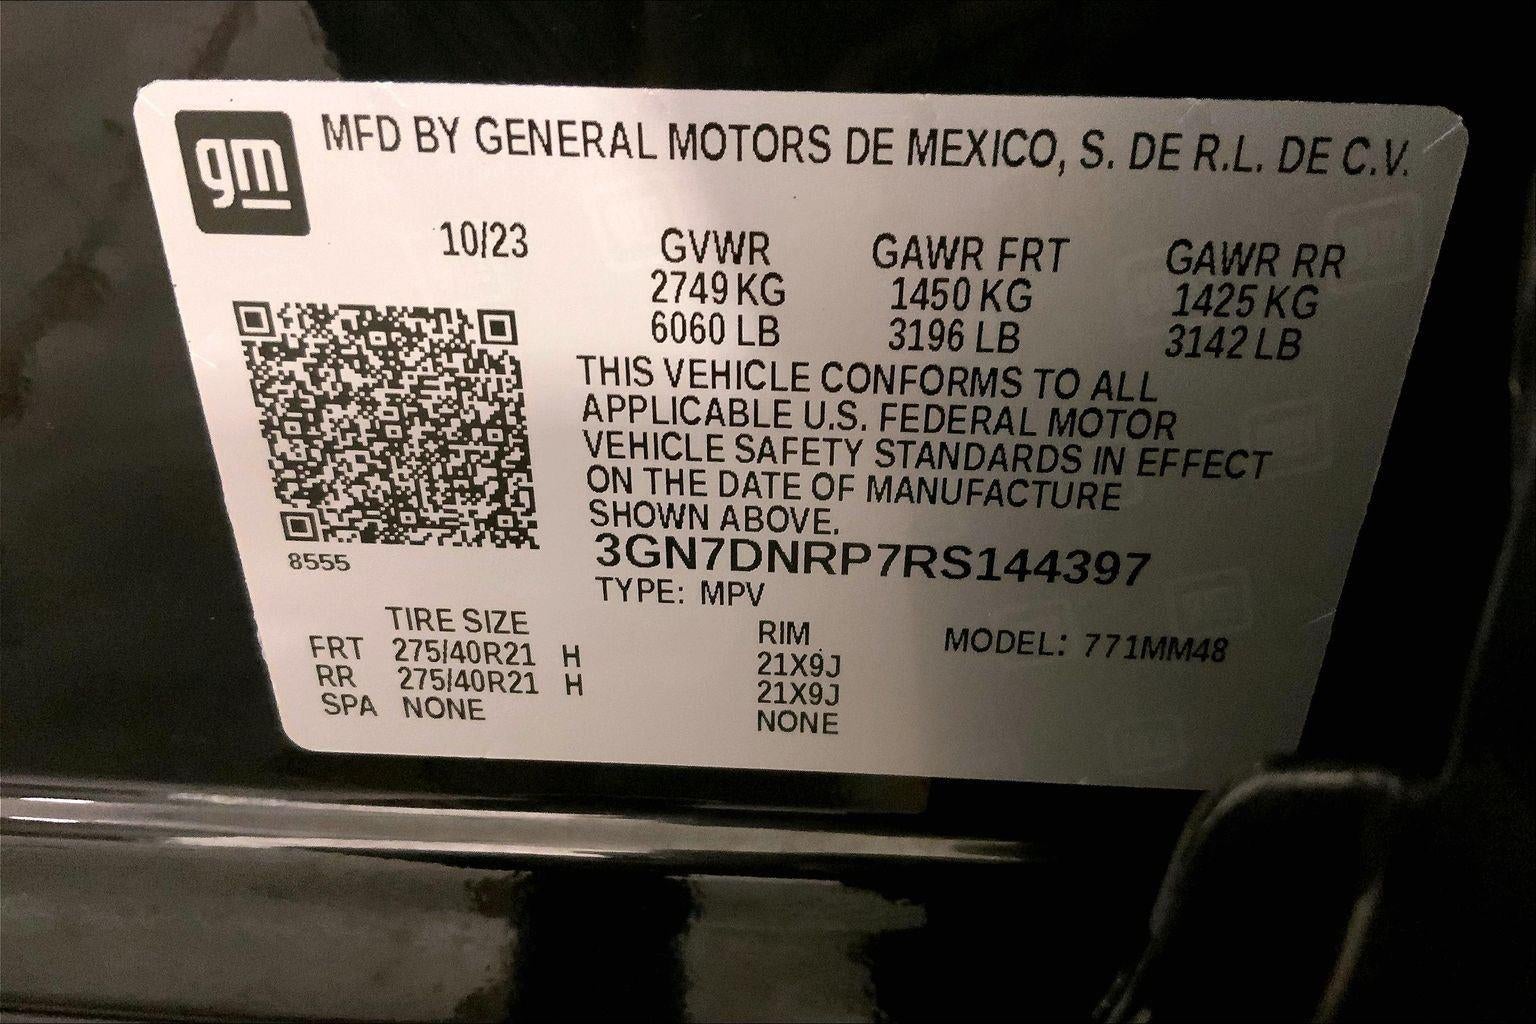 gm
MFD BY GENERAL MOTORS DE MEXICO, S. DE R.L. DE C.V.
10/23 GVWR GAWR FRT GAWR RR
2749 KG 1450 KG 1425 KG
6060 LB 3196 LB 3142 LB
THIS VEHICLE CONFORMS TO ALL
APPLICABLE U.S. FEDERAL MOTOR
VEHICLE SAFETY STANDARDS IN EFFECT
ON THE DATE OF MANUFACTURE
SHOWN ABOVE.
8555
3GN7DNRP7RS144397
TYPE: MPV
TIRE SIZE RIM MODEL: 771MM48
FRT 275/40R21 H 21X9J
RR 275/40R21 H 21X9J
SPA NONE NONE